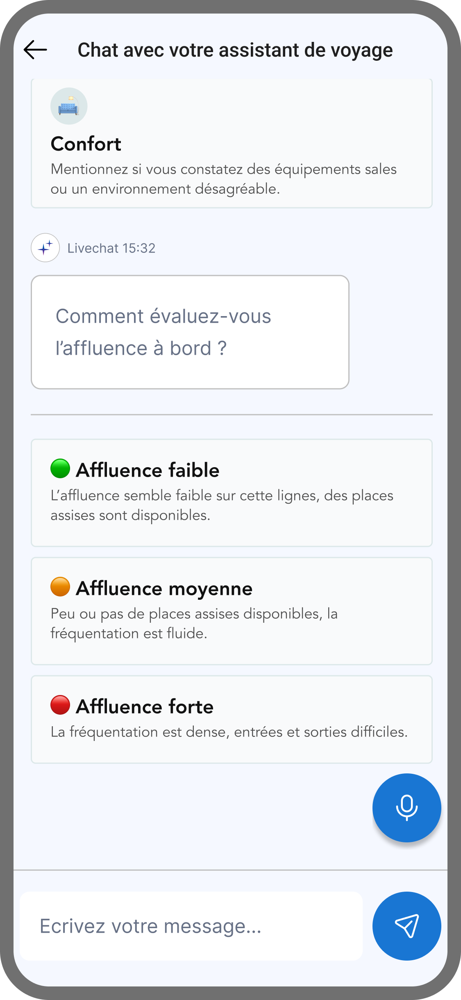 Chat avec votre assistant de voyage
Confort
Mentionnez si vous constatez des équipements sales
ou un environnement désagréable.
Livechat 15:32
Comment évaluez-vous
l’affluence à bord ?
Affluence faible
L’affluence semble faible sur cette lignes, des places
assises sont disponibles.
Affluence moyenne
Peu ou pas de places assises disponibles, la
fréquentation est fluide.
Affluence forte
La fréquentation est dense, entrées et sorties difficiles.
Ecrivez votre message...